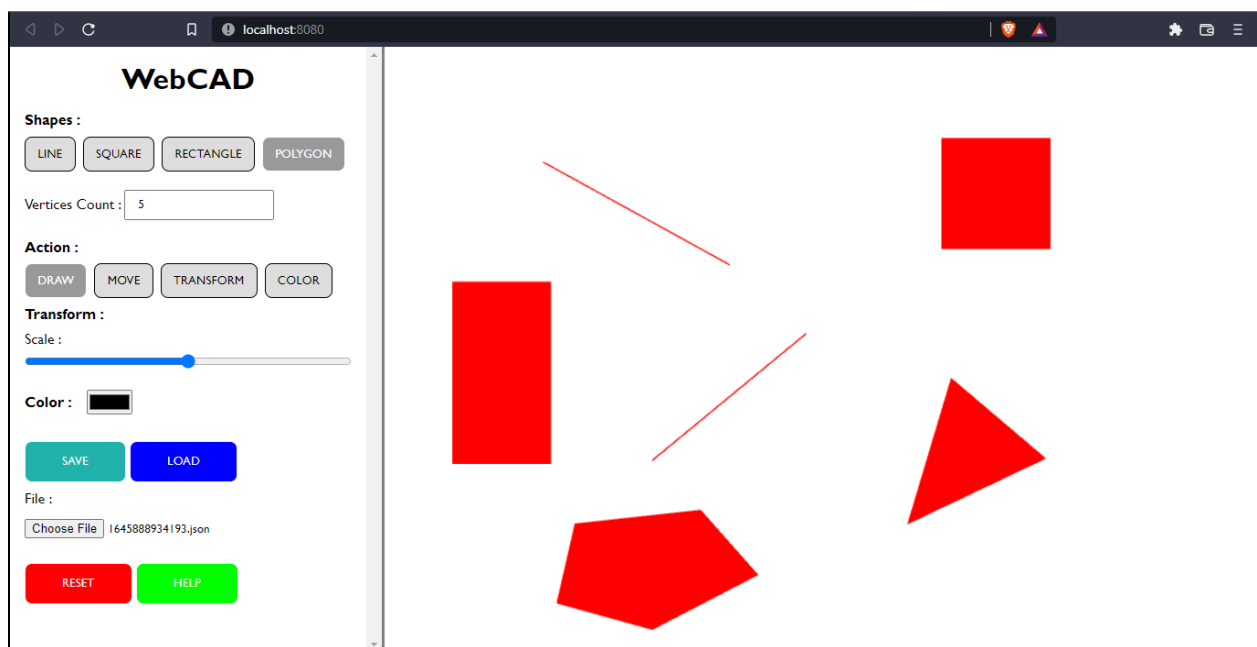 localhost:8080
WebCAD
Shapes :
LINE SQUARE RECTANGLE POLYGON
Vertices Count : 5
Action :
DRAW MOVE TRANSFORM COLOR
Transform :
Scale :
Color :
SAVE LOAD
File :
Choose File 1645888934193.json
RESET HELP